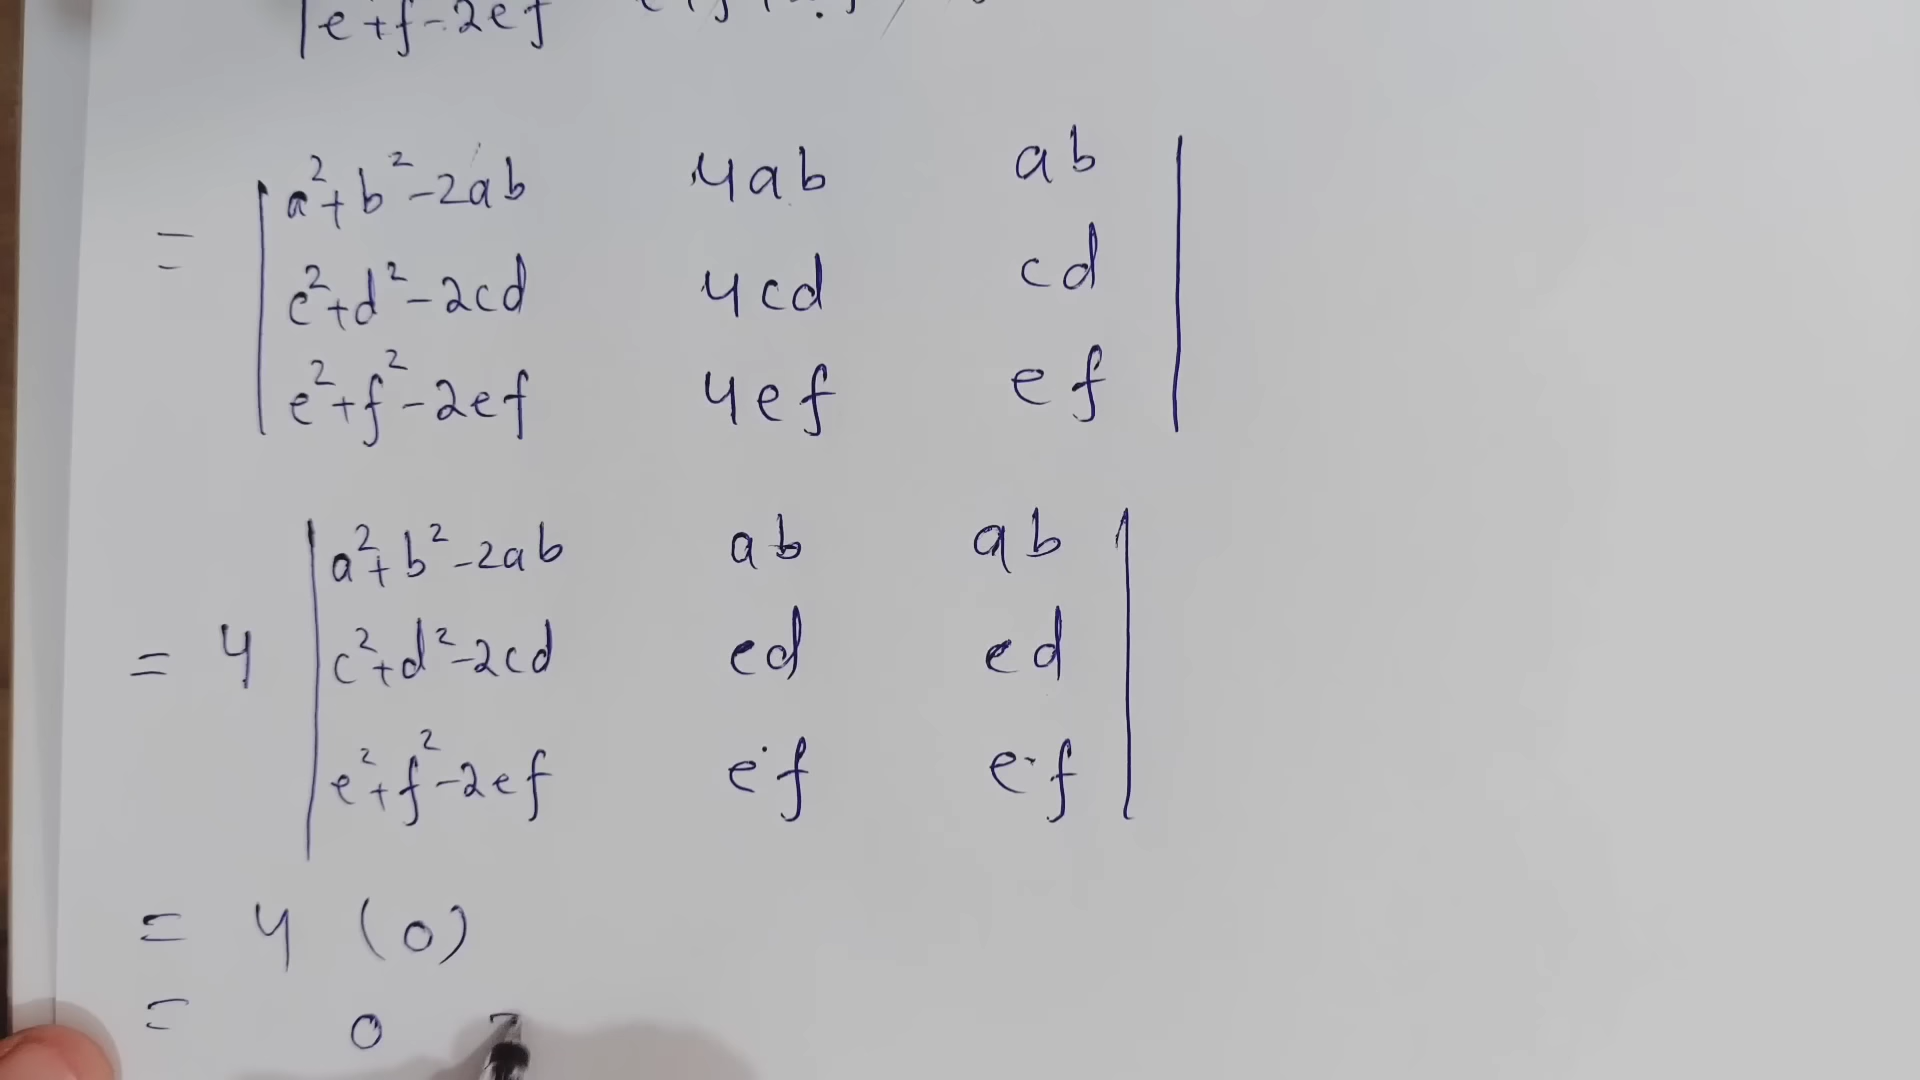 e+f-2ef
= | a²+b²-2ab 4ab ab |
c²+d²-2cd 4cd cd
e²+f²-2ef 4ef ef
= 4 | a²+b²-2ab ab ab |
c²+d²-2cd cd cd
e²+f²-2ef ef ef
= 4 (0)
= 0